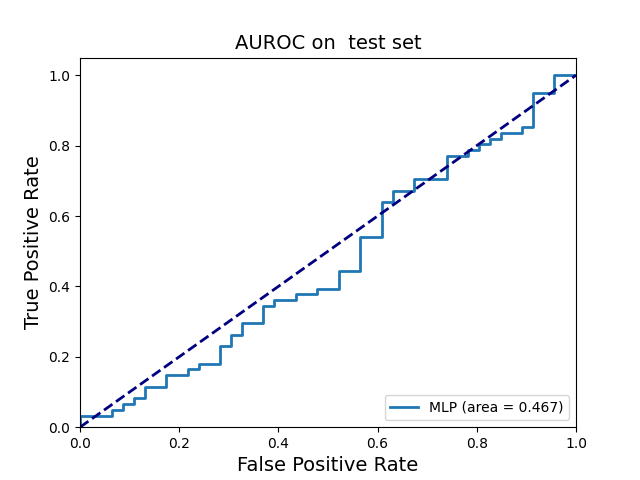 AUROC on  test set
True Positive Rate
1.0
0.8
0.6
0.4
0.2
0.0
MLP (area = 0.467)
0.0 0.2 0.4 0.6 0.8 1.0
False Positive Rate